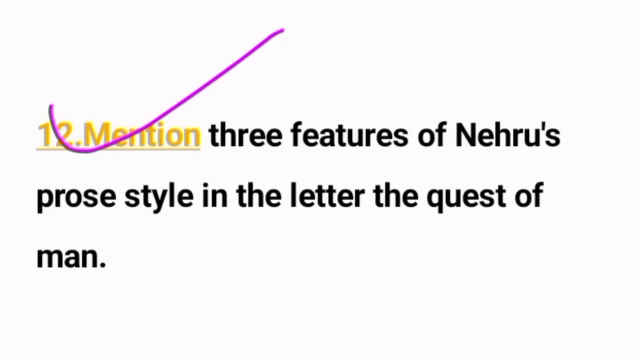 12.Mention three features of Nehru's
prose style in the letter the quest of
man.